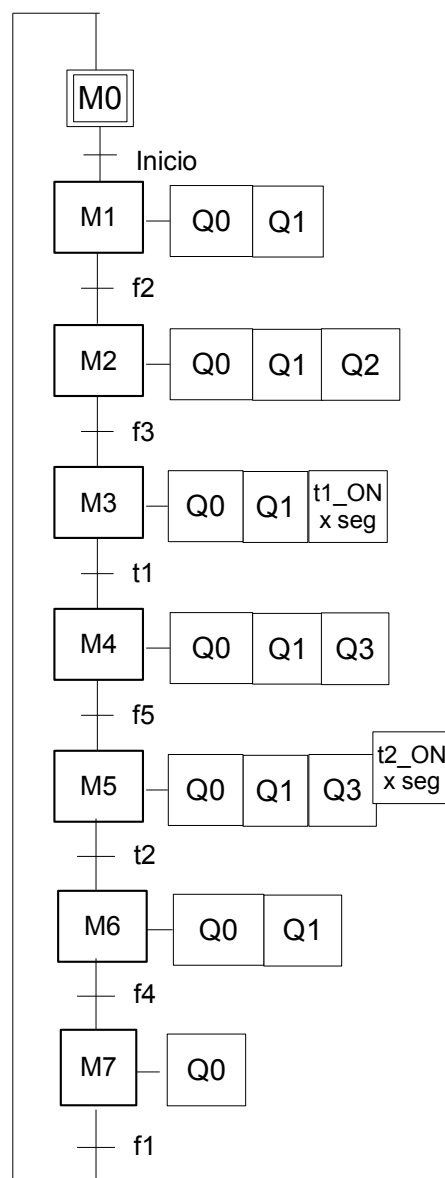 M0
Inicio
M1 Q0 Q1
f2
M2 Q0 Q1 Q2
f3
M3 Q0 Q1 t1_ON
x seg
t1
M4 Q0 Q1 Q3
f5
t2_ON
x seg
M5 Q0 Q1 Q3
t2
M6 Q0 Q1
f4
M7 Q0
f1